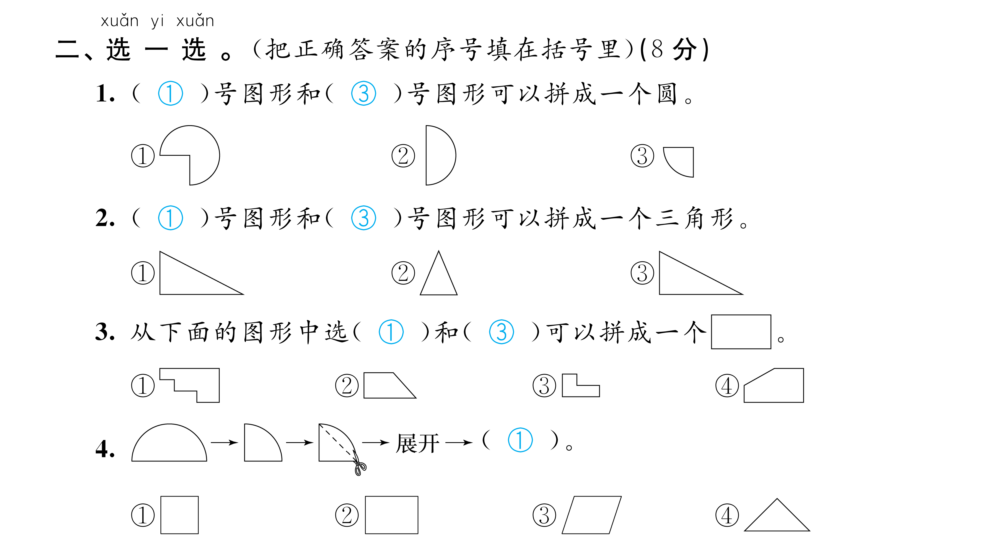 xuǎn yi xuǎn
二、选一选。(把正确答案的序号填在括号里)(8分)
1. ( ① )号图形和( ③ )号图形可以拼成一个圆。
① ② ③
2. ( ① )号图形和( ③ )号图形可以拼成一个三角形。
① ② ③
3. 从下面的图形中选( ① )和( ③ )可以拼成一个 。
① ② ③ ④
4. 展开 ( ① )。
① ② ③ ④